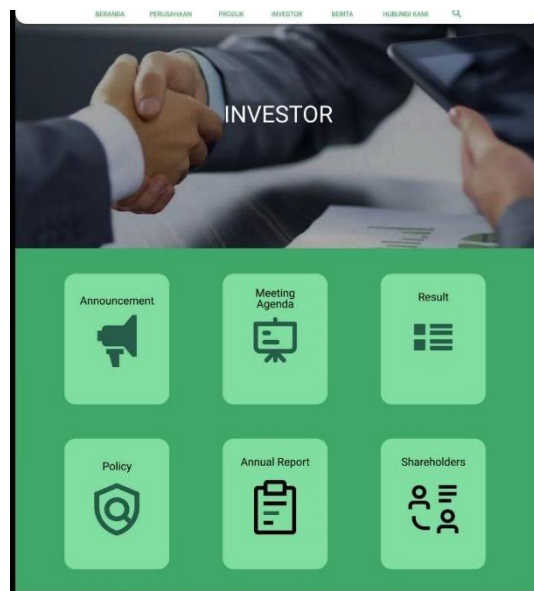 BERANDA PERUSAHAAN PRODUK INVESTOR BERITA HUBUNGI KAMI
INVESTOR
Announcement
Meeting
Agenda
Result
Policy
Annual Report
Shareholders